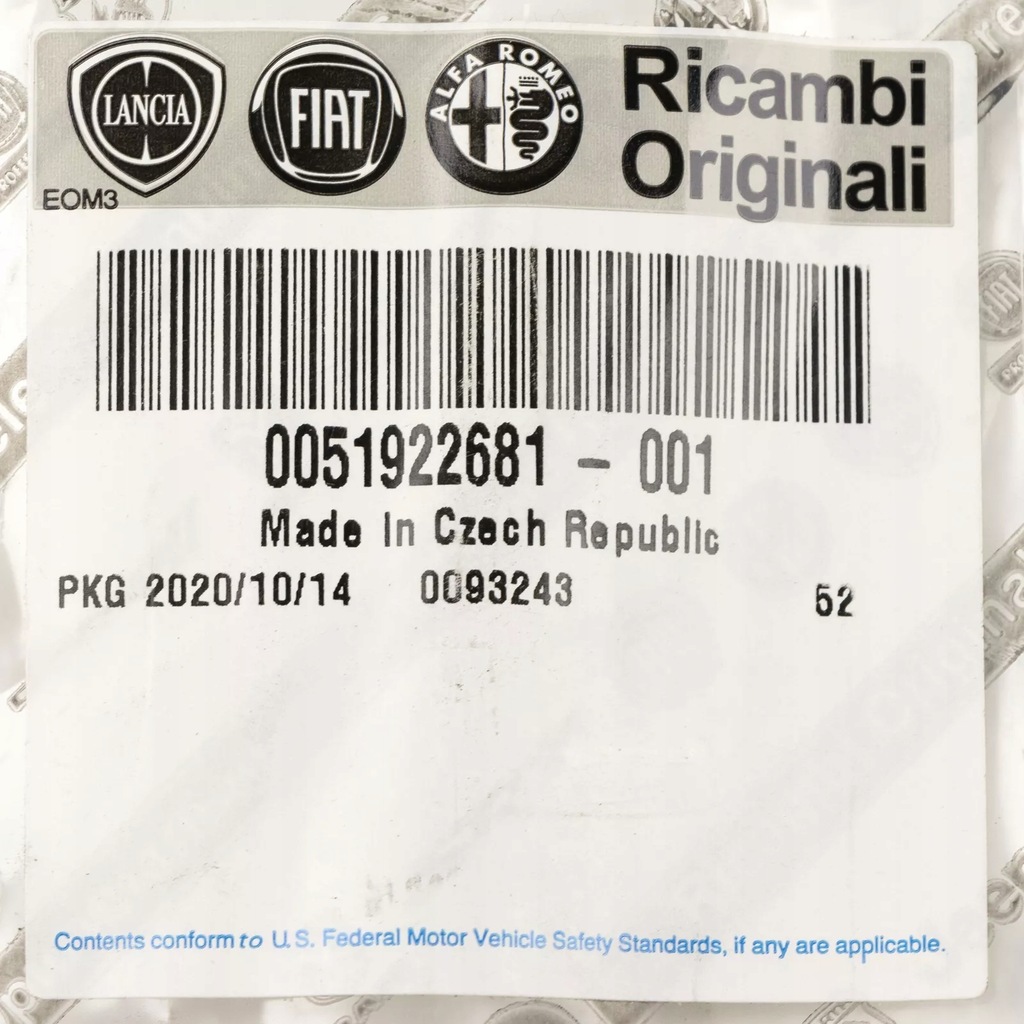 LANCIA
FIAT
ALFA ROMEO
Ricambi
Originali
EOM3
0051922681 - 001
Made In Czech Republic
PKG 2020/10/14 0093243 52
Contents conform to U.S. Federal Motor Vehicle Safety Standards, if any are applicable.